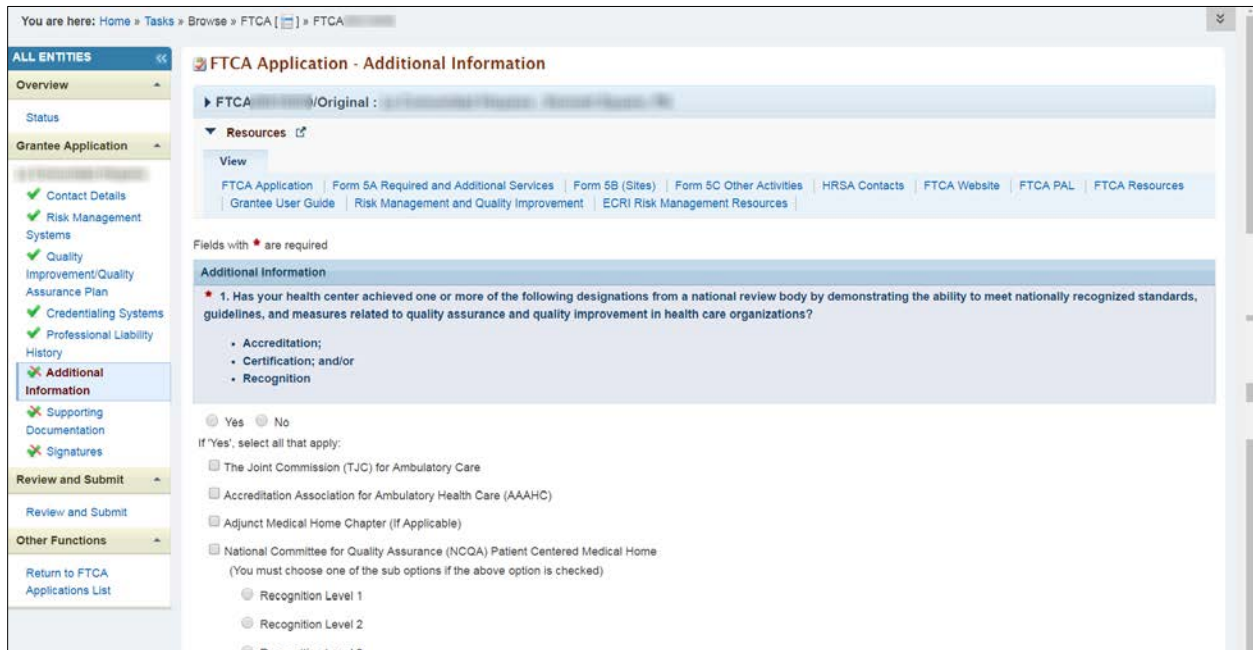 You are here: Home » Tasks » Browse » FTCA [ ] » FTCA
ALL ENTITIES
Overview
Status
Grantee Application
Contact Details
Risk Management
Systems
Quality
Improvement/Quality
Assurance Plan
Credentialing Systems
Professional Liability
History
Additional
Information
Supporting
Documentation
Signatures
Review and Submit
Review and Submit
Other Functions
Return to FTCA
Applications List
FTCA Application - Additional Information
FTCA /Original :
Resources
View
FTCA Application | Form 5A Required and Additional Services | Form 5B (Sites) | Form 5C Other Activities | HRSA Contacts | FTCA Website | FTCA PAL | FTCA Resources
| Grantee User Guide | Risk Management and Quality Improvement | ECRI Risk Management Resources |
Fields with * are required
Additional Information
* 1. Has your health center achieved one or more of the following designations from a national review body by demonstrating the ability to meet nationally recognized standards,
guidelines, and measures related to quality assurance and quality improvement in health care organizations?
• Accreditation;
• Certification; and/or
• Recognition
Yes No
If 'Yes', select all that apply:
The Joint Commission (TJC) for Ambulatory Care
Accreditation Association for Ambulatory Health Care (AAAHC)
Adjunct Medical Home Chapter (If Applicable)
National Committee for Quality Assurance (NCQA) Patient Centered Medical Home
(You must choose one of the sub options if the above option is checked)
Recognition Level 1
Recognition Level 2